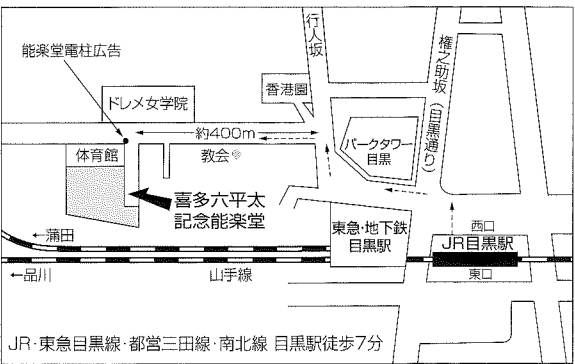 能楽堂電柱広告
行人坂
権之助坂(目黒通り)
ドレメ女学院
香港園
約400m
パークタワー
目黒
体育館
教会
喜多六平太
記念能楽堂
東急・地下鉄
目黒駅
西口
JR目黒駅
東口
←蒲田
←品川
山手線
JR・東急目黒線・都営三田線・南北線 目黒駅徒歩7分